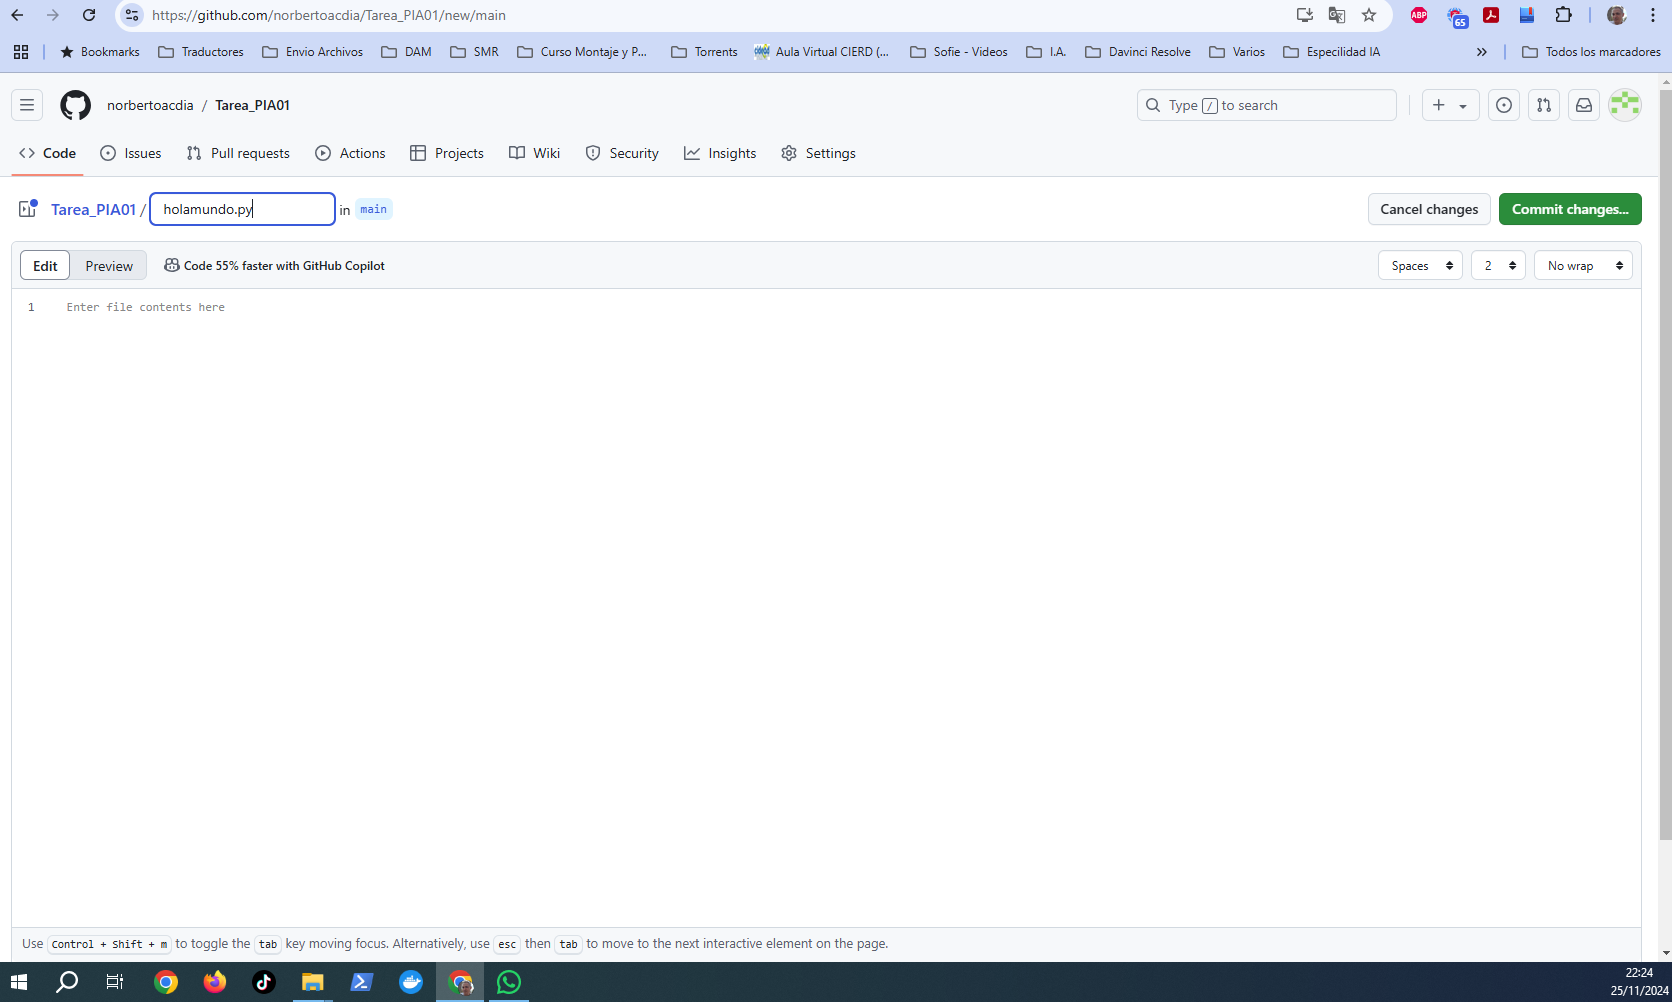 https://github.com/norbertoacdia/Tarea_PIA01/new/main
ABP
65
Bookmarks Traductores Envio Archivos DAM SMR Curso Montaje y P... Torrents Aula Virtual CIERD (... Sofie - Videos I.A. Davinci Resolve Varios Especilidad IA » Todos los marcadores
norbertoacdia / Tarea_PIA01
Type / to search
Code Issues Pull requests Actions Projects Wiki Security Insights Settings
Tarea_PIA01 / holamundo.py in main
Cancel changes Commit changes...
Edit Preview Code 55% faster with GitHub Copilot
Spaces 2 No wrap
1 Enter file contents here
Use Control + Shift + m to toggle the tab key moving focus. Alternatively, use esc then tab to move to the next interactive element on the page.
22:24
25/11/2024